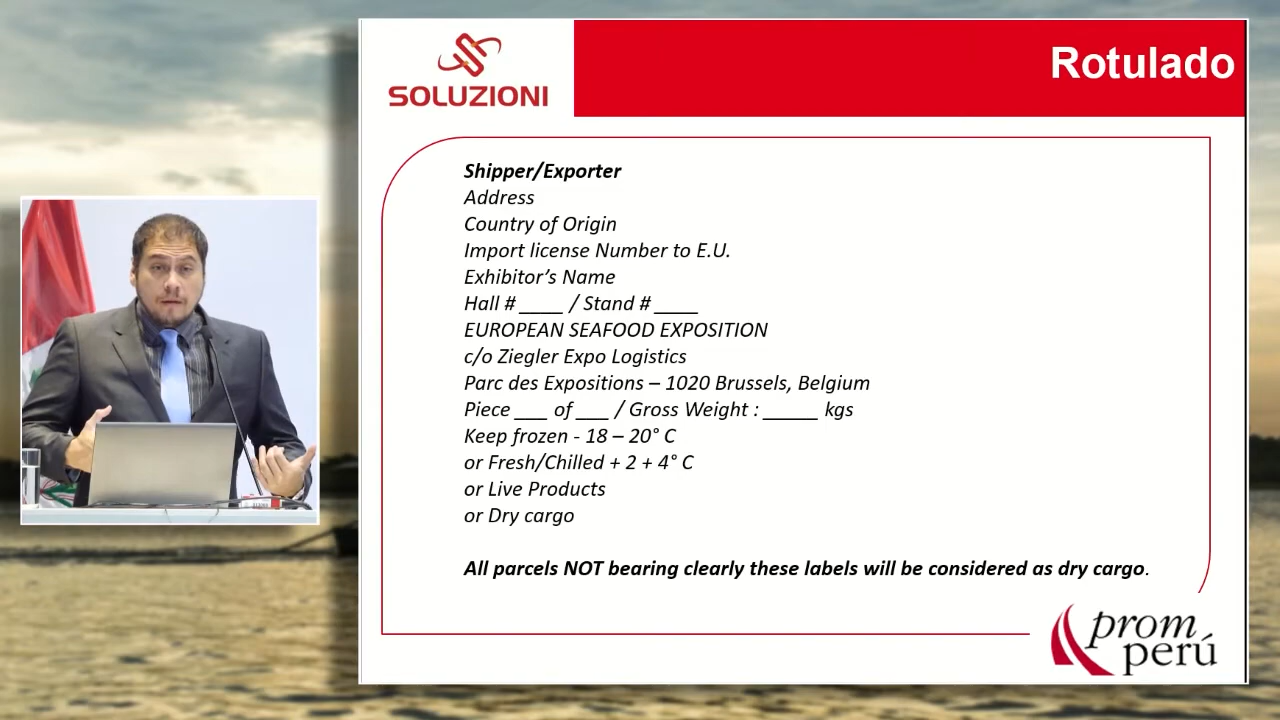 SOLUZIONI
Rotulado
Shipper/Exporter
Address
Country of Origin
Import license Number to E.U.
Exhibitor’s Name
Hall # ____ / Stand # ____
EUROPEAN SEAFOOD EXPOSITION
c/o Ziegler Expo Logistics
Parc des Expositions – 1020 Brussels, Belgium
Piece ___ of ___ / Gross Weight : _____ kgs
Keep frozen - 18 – 20° C
or Fresh/Chilled + 2 + 4° C
or Live Products
or Dry cargo
All parcels NOT bearing clearly these labels will be considered as dry cargo.
prom
perú